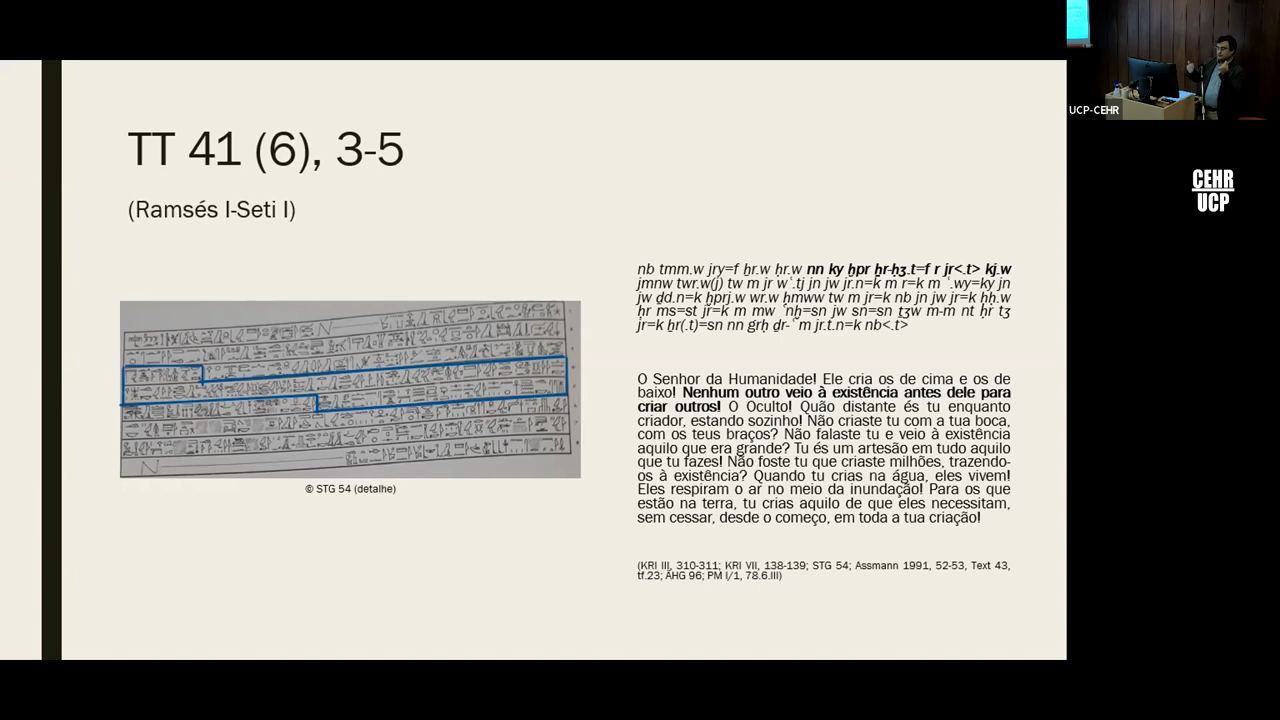 TT 41 (6), 3-5
(Ramsés I-Seti I)
© STG 54 (detalhe)
nb tmm.w jry=f ẖr.w ḥr.w nn ky ḫpr ḫr-ḥꜣ.t=f r jr<.t> kj.w
jmnw twr.w(j) tw m jr wꜥ.tj jn jw jr.n=k m r=k m ꜥ.wy=ky jn
jw ḏd.n=k ḫprj.w wr.w ḥmww tw m jr=k nb jn jw jr=k ḥḥ.w
ḥr ms=st jr=k m mw ꜥnḫ=sn jw sn=sn tꜣw m-m nt ḥr tꜣ
jr=k ẖr(.t)=sn nn grḥ ḏr-ꜥ m jr.t.n=k nb<.t>
O Senhor da Humanidade! Ele cria os de cima e os de
baixo! Nenhum outro veio à existência antes dele para
criar outros! O Oculto! Quão distante és tu enquanto
criador, estando sozinho! Não criaste tu com a tua boca,
com os teus braços? Não falaste tu e veio à existência
aquilo que era grande? Tu és um artesão em tudo aquilo
que tu fazes! Não foste tu que criaste milhões, trazendo-
os à existência? Quando tu crias na água, eles vivem!
Eles respiram o ar no meio da inundação! Para os que
estão na terra, tu crias aquilo de que eles necessitam,
sem cessar, desde o começo, em toda a tua criação!
(KRI III, 310-311; KRI VII, 138-139; STG 54; Assmann 1991, 52-53, Text 43,
tf.23; ÄHG 96; PM I/1, 78.6.III)
UCP-CEHR
CEHR
UCP